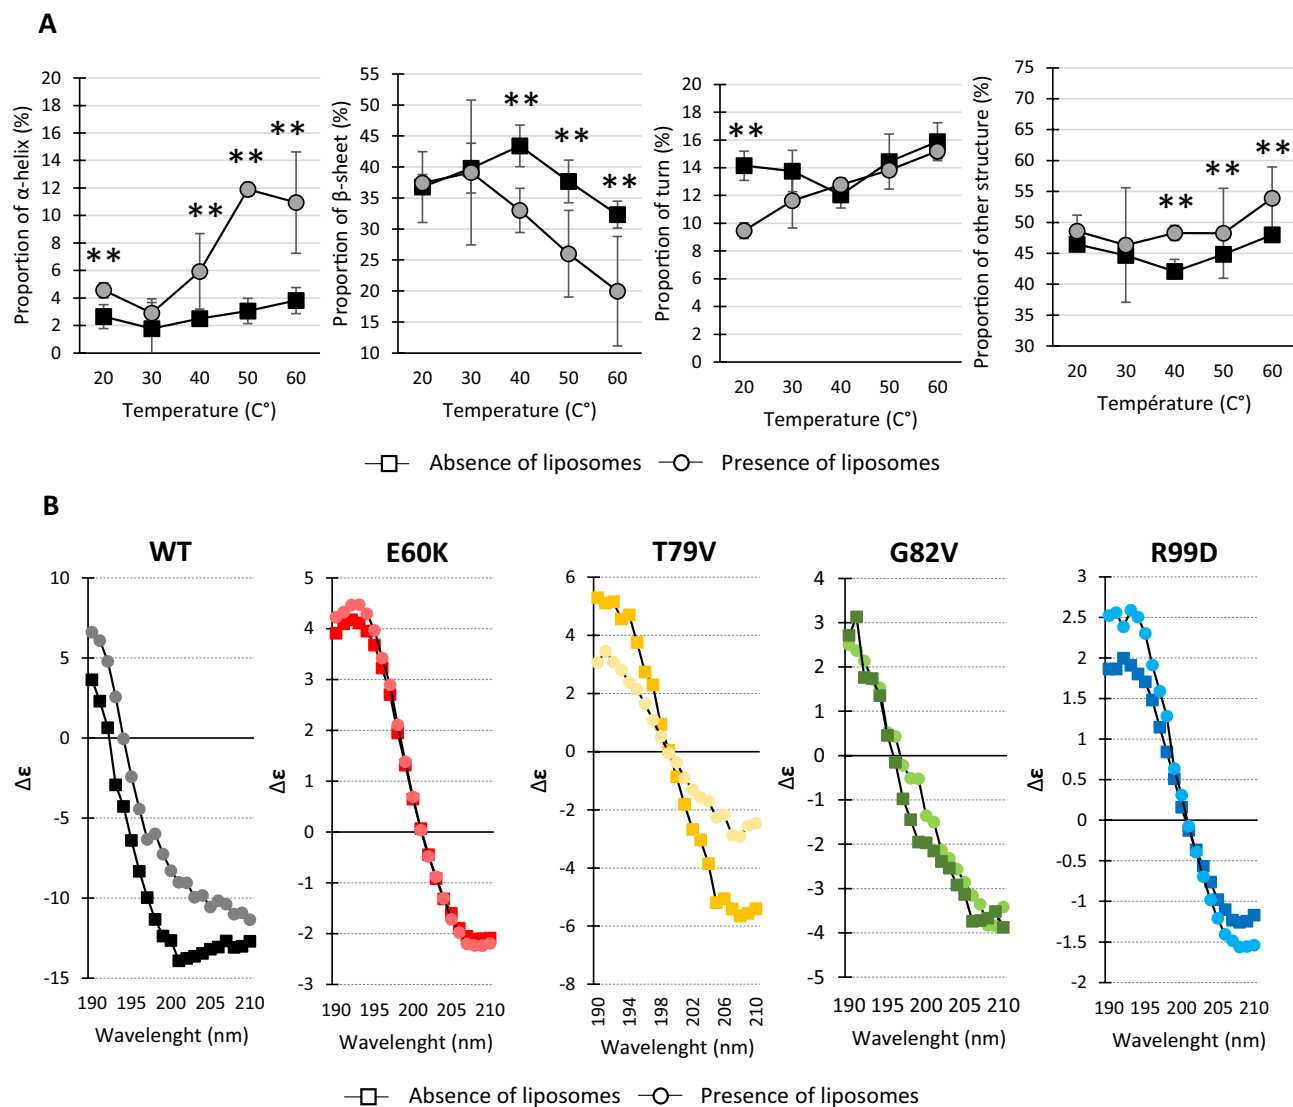 A
Proportion of α-helix (%)
20
18
16
14
12
10
8
6
4
2
0
**
**
**
**
20 30 40 50 60
Temperature (C°)
Proportion of β-sheet (%)
55
50
45
40
35
30
25
20
15
10
**
**
**
20 30 40 50 60
Temperature (C°)
Proportion of turn (%)
20
18
16
14
12
10
8
6
4
2
0
**
20 30 40 50 60
Temperature (C°)
Proportion of other structure (%)
75
70
65
60
55
50
45
40
35
30
**
**
**
20 30 40 50 60
Température (C°)
Absence of liposomes Presence of liposomes
B
WT
Δε
10
5
0
-5
-10
-15
190 195 200 205 210
Wavelenght (nm)
E60K
Δε
5
4
3
2
1
0
-1
-2
-3
190 195 200 205 210
Wavelenght (nm)
T79V
Δε
6
4
2
0
-2
-4
-6
-8
190 194 198 202 206 210
Wavelenght (nm)
G82V
Δε
4
3
2
1
0
-1
-2
-3
-4
-5
190 195 200 205 210
Wavelenght (nm)
R99D
Δε
3
2.5
2
1.5
1
0.5
0
-0.5
-1
-1.5
-2
190 195 200 205 210
Wavelenght (nm)
Absence of liposomes Presence of liposomes